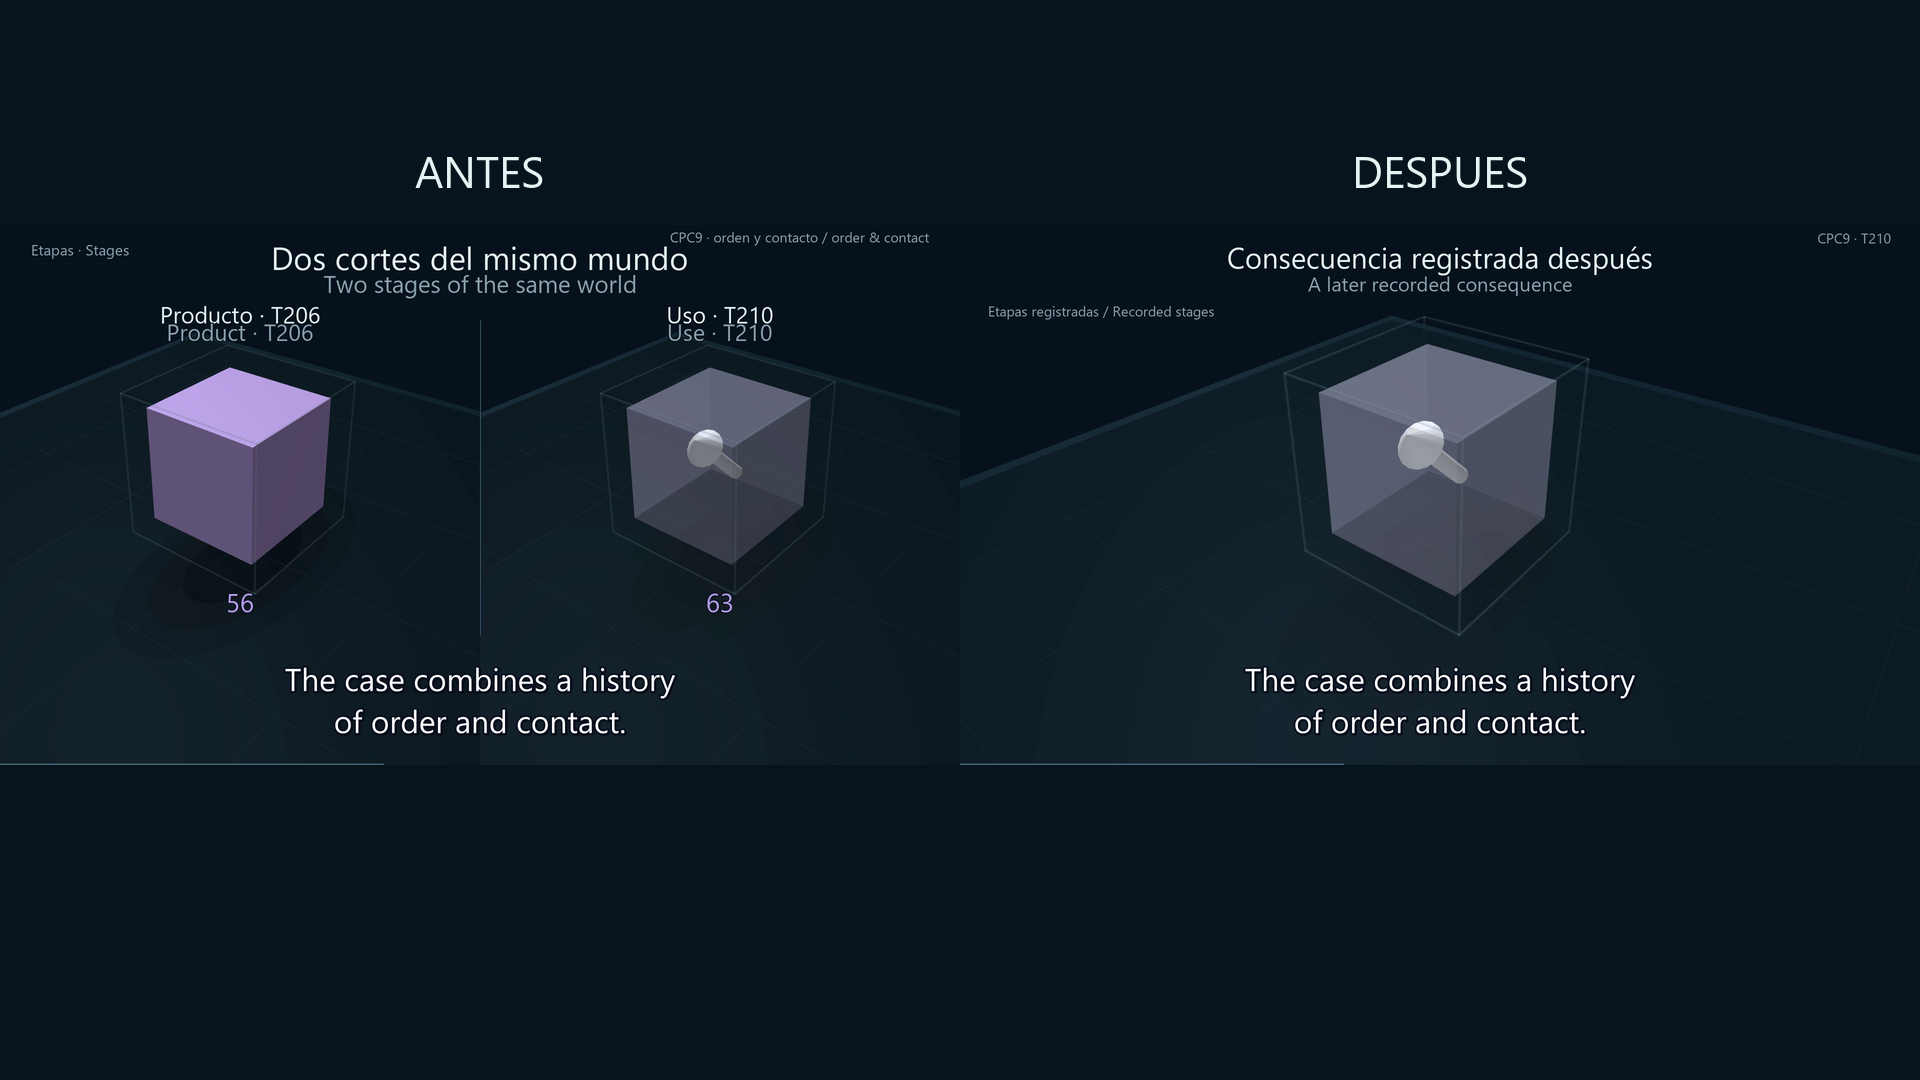 ANTES
Etapas · Stages
CPC9 · orden y contacto / order & contact
Dos cortes del mismo mundo
Two stages of the same world
Producto · T206
Product · T206
Uso · T210
Use · T210
56
63
The case combines a history
of order and contact.
DESPUES
CPC9 · T210
Consecuencia registrada después
A later recorded consequence
Etapas registradas / Recorded stages
The case combines a history
of order and contact.